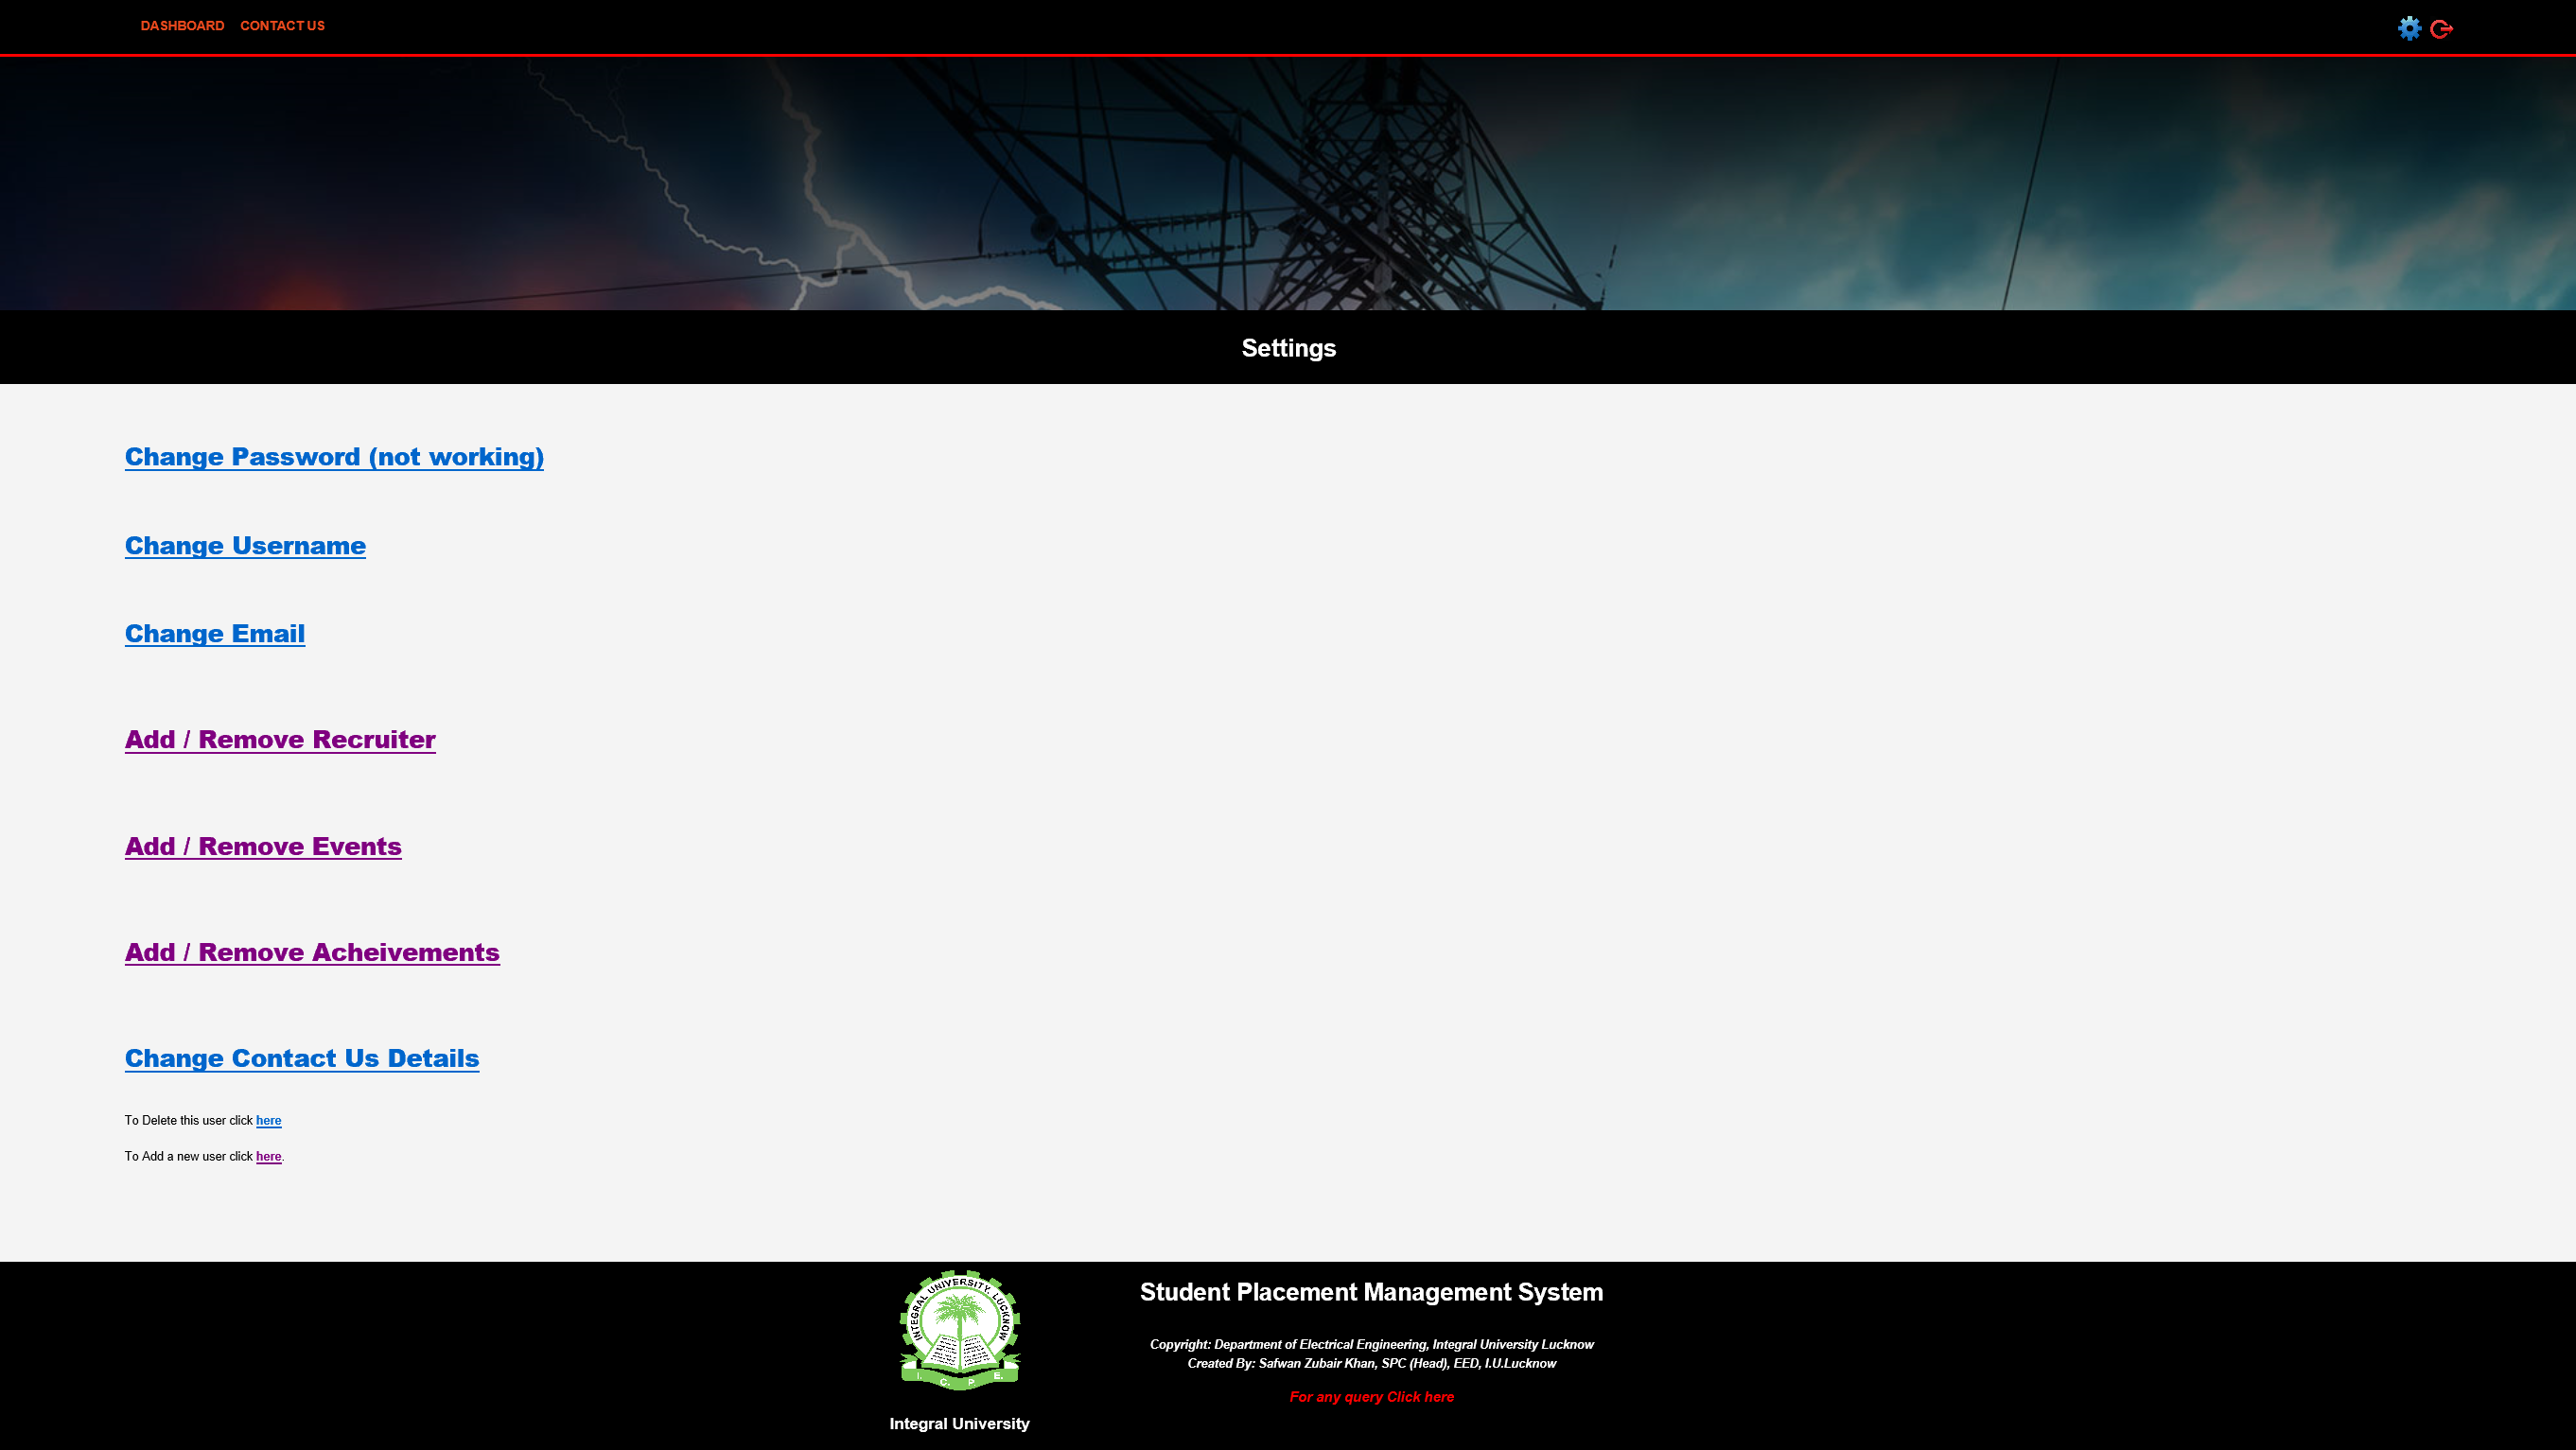 DASHBOARD CONTACT US
Settings
Change Password (not working)
Change Username
Change Email
Add / Remove Recruiter
Add / Remove Events
Add / Remove Acheivements
Change Contact Us Details
To Delete this user click here
To Add a new user click here.
INTEGRAL UNIVERSITY, LUCKNOW
I. C. P. E.
Integral University
Student Placement Management System
Copyright: Department of Electrical Engineering, Integral University Lucknow
Created By: Safwan Zubair Khan, SPC (Head), EED, I.U.Lucknow
For any query Click here